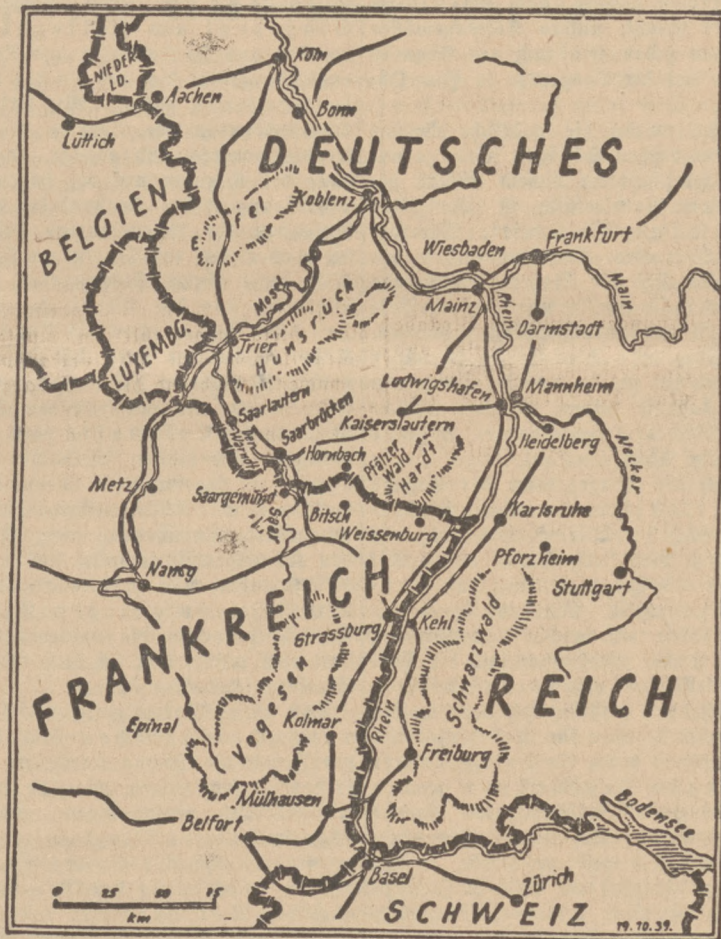 Köln
NIEDER
LD.
Aachen
Bonn
Lüttich
DEUTSCHES
BELGIEN
Eifel
Koblenz
Wiesbaden
Frankfurt
Mosel
Mainz
Rhein
Main
Hunsrück
LUXEMBG.
Trier
Darmstadt
Ludwigshafen
Mannheim
Saarlautern
Kaiserslautern
Saarbrücken
Der
Warndt
Hornbach
Pfälzer
Wald
Hardt
Heidelberg
Neckar
Metz
Saargemünd
Saar
Bitsch
Weissenburg
Karlsruhe
Pforzheim
Nancy
Stuttgart
FRANKREICH
Strassburg
Kehl
Schwarzwald
REICH
Epinal
Vogesen
Kolmar
Rhein
Freiburg
Mülhausen
Belfort
Bodensee
Basel
Zürich
0 25 50 75
km
SCHWEIZ
19.10.39.